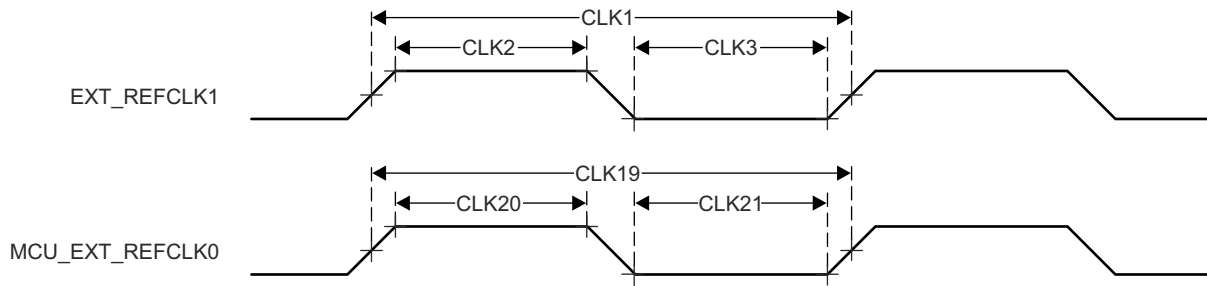 CLK1
CLK2
CLK3
EXT_REFCLK1
CLK19
CLK20
CLK21
MCU_EXT_REFCLK0